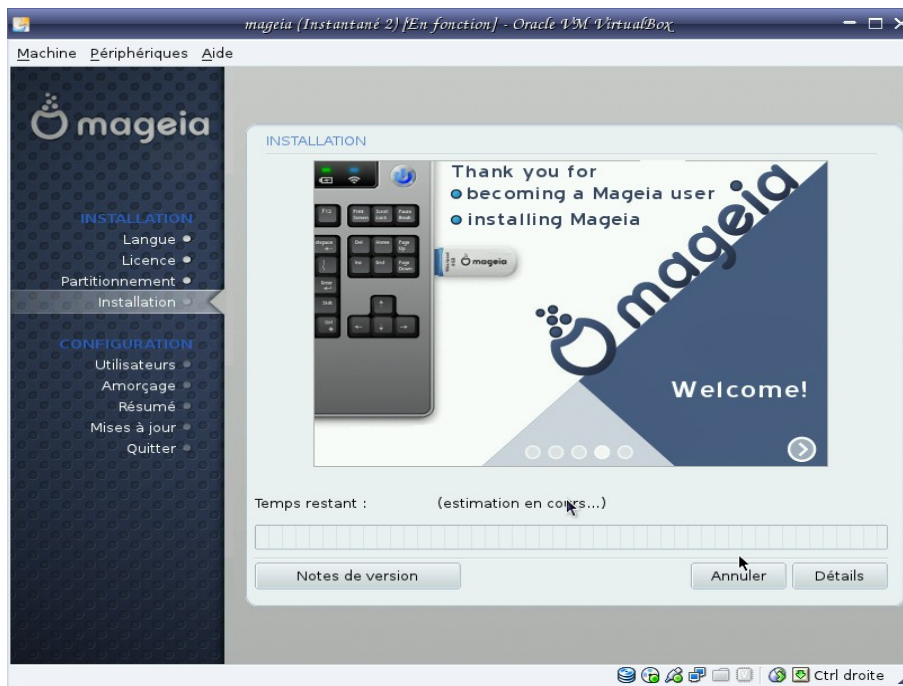 mageia (Instantané 2) [En fonction] - Oracle VM VirtualBox
Machine Périphériques Aide
mageia
INSTALLATION
Langue
Licence
Partitionnement
Installation
CONFIGURATION
Utilisateurs
Amorçage
Résumé
Mises à jour
Quitter
INSTALLATION
Thank you for
becoming a Mageia user
installing Mageia
mageia
mageia
Welcome!
Temps restant : (estimation en cours...)
Notes de version
Annuler
Détails
Ctrl droite